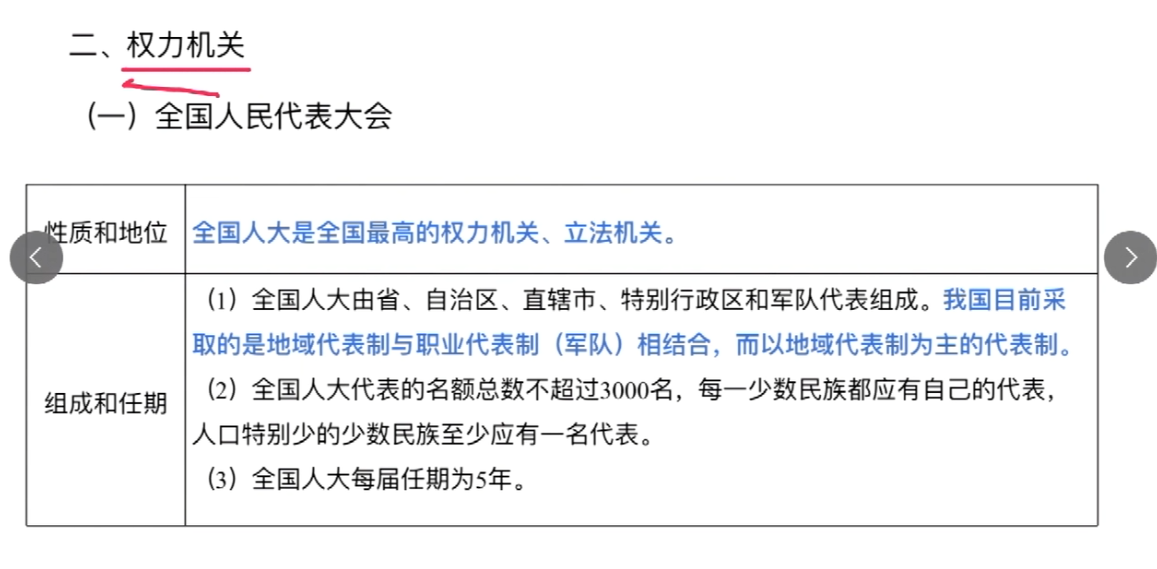 二、权力机关
（一）全国人民代表大会
性质和地位
全国人大是全国最高的权力机关、立法机关。
组成和任期
（1）全国人大由省、自治区、直辖市、特别行政区和军队代表组成。我国目前采
取的是地域代表制与职业代表制（军队）相结合，而以地域代表制为主的代表制。
（2）全国人大代表的名额总数不超过3000名，每一少数民族都应有自己的代表，
人口特别少的少数民族至少应有一名代表。
（3）全国人大每届任期为5年。